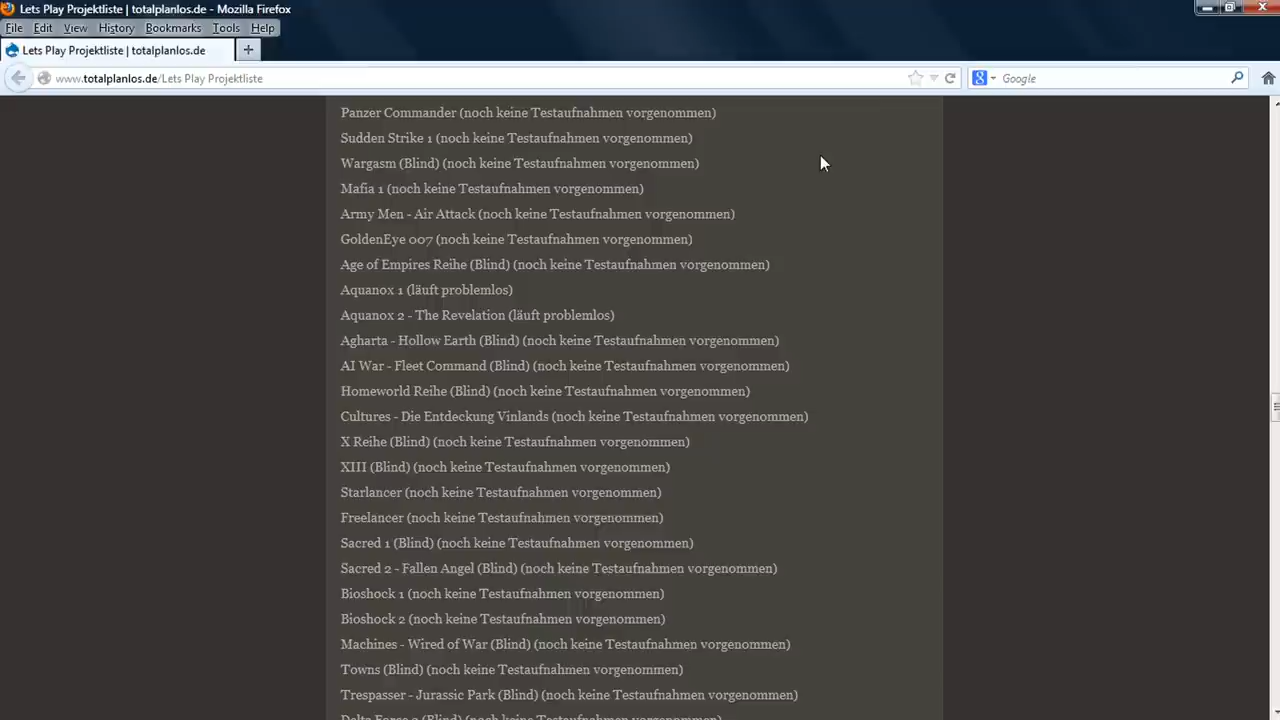 Lets Play Projektliste | totalplanlos.de - Mozilla Firefox
File Edit View History Bookmarks Tools Help
Lets Play Projektliste | totalplanlos.de
www.totalplanlos.de/Lets Play Projektliste
Google
Panzer Commander (noch keine Testaufnahmen vorgenommen)
Sudden Strike 1 (noch keine Testaufnahmen vorgenommen)
Wargasm (Blind) (noch keine Testaufnahmen vorgenommen)
Mafia 1 (noch keine Testaufnahmen vorgenommen)
Army Men - Air Attack (noch keine Testaufnahmen vorgenommen)
GoldenEye 007 (noch keine Testaufnahmen vorgenommen)
Age of Empires Reihe (Blind) (noch keine Testaufnahmen vorgenommen)
Aquanox 1 (läuft problemlos)
Aquanox 2 - The Revelation (läuft problemlos)
Agharta - Hollow Earth (Blind) (noch keine Testaufnahmen vorgenommen)
AI War - Fleet Command (Blind) (noch keine Testaufnahmen vorgenommen)
Homeworld Reihe (Blind) (noch keine Testaufnahmen vorgenommen)
Cultures - Die Entdeckung Vinlands (noch keine Testaufnahmen vorgenommen)
X Reihe (Blind) (noch keine Testaufnahmen vorgenommen)
XIII (Blind) (noch keine Testaufnahmen vorgenommen)
Starlancer (noch keine Testaufnahmen vorgenommen)
Freelancer (noch keine Testaufnahmen vorgenommen)
Sacred 1 (Blind) (noch keine Testaufnahmen vorgenommen)
Sacred 2 - Fallen Angel (Blind) (noch keine Testaufnahmen vorgenommen)
Bioshock 1 (noch keine Testaufnahmen vorgenommen)
Bioshock 2 (noch keine Testaufnahmen vorgenommen)
Machines - Wired of War (Blind) (noch keine Testaufnahmen vorgenommen)
Towns (Blind) (noch keine Testaufnahmen vorgenommen)
Trespasser - Jurassic Park (Blind) (noch keine Testaufnahmen vorgenommen)